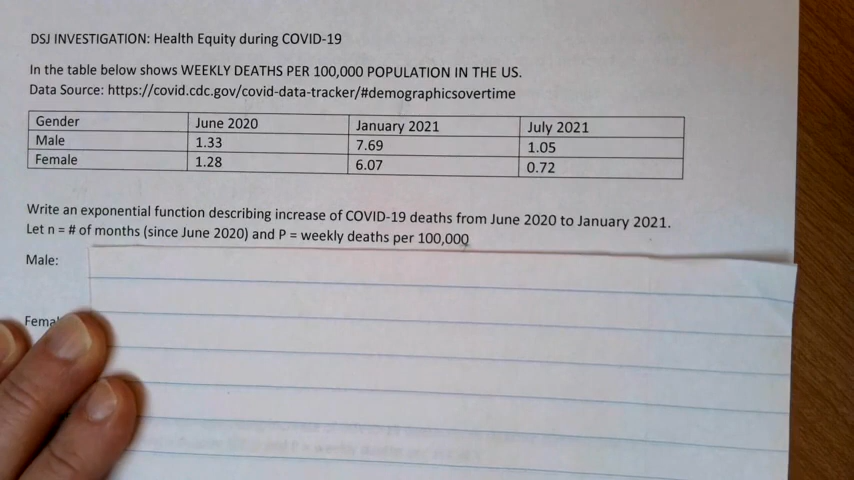 DSJ INVESTIGATION: Health Equity during COVID-19
In the table below shows WEEKLY DEATHS PER 100,000 POPULATION IN THE US.
Data Source: https://covid.cdc.gov/covid-data-tracker/#demographicsovertime
Gender June 2020 January 2021 July 2021
Male 1.33 7.69 1.05
Female 1.28 6.07 0.72
Write an exponential function describing increase of COVID-19 deaths from June 2020 to January 2021.
Let n = # of months (since June 2020) and P = weekly deaths per 100,000
Male: